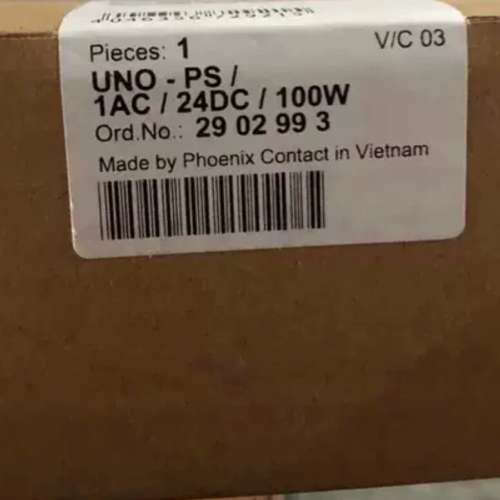 Pieces: 1
V/C 03
UNO - PS /
1AC / 24DC / 100W
Ord.No.: 29 02 99 3
Made by Phoenix Contact in Vietnam